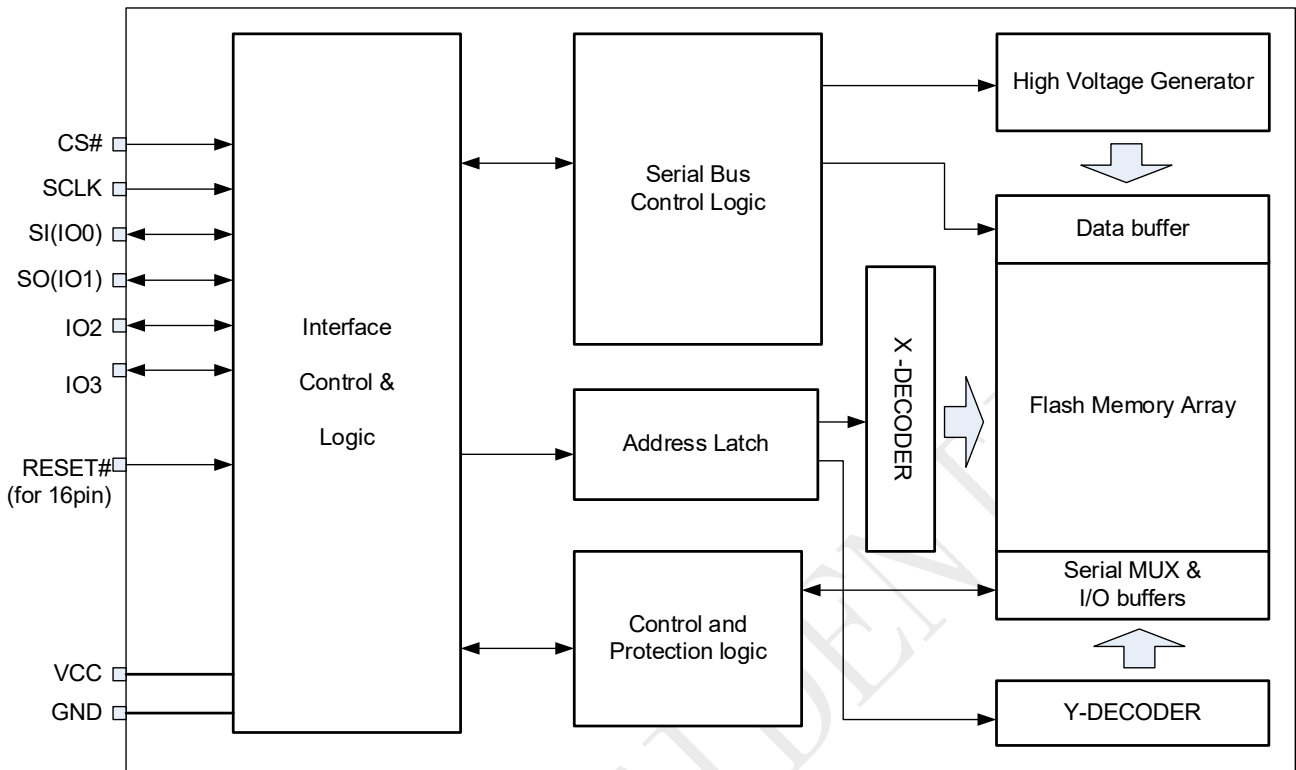 CS#
SCLK
SI(IO0)
SO(IO1)
IO2
IO3
RESET#
(for 16pin)
VCC
GND
Interface
Control &
Logic
Serial Bus
Control Logic
Address Latch
Control and
Protection logic
X -DECODER
High Voltage Generator
Data buffer
Flash Memory Array
Serial MUX &
I/O buffers
Y-DECODER